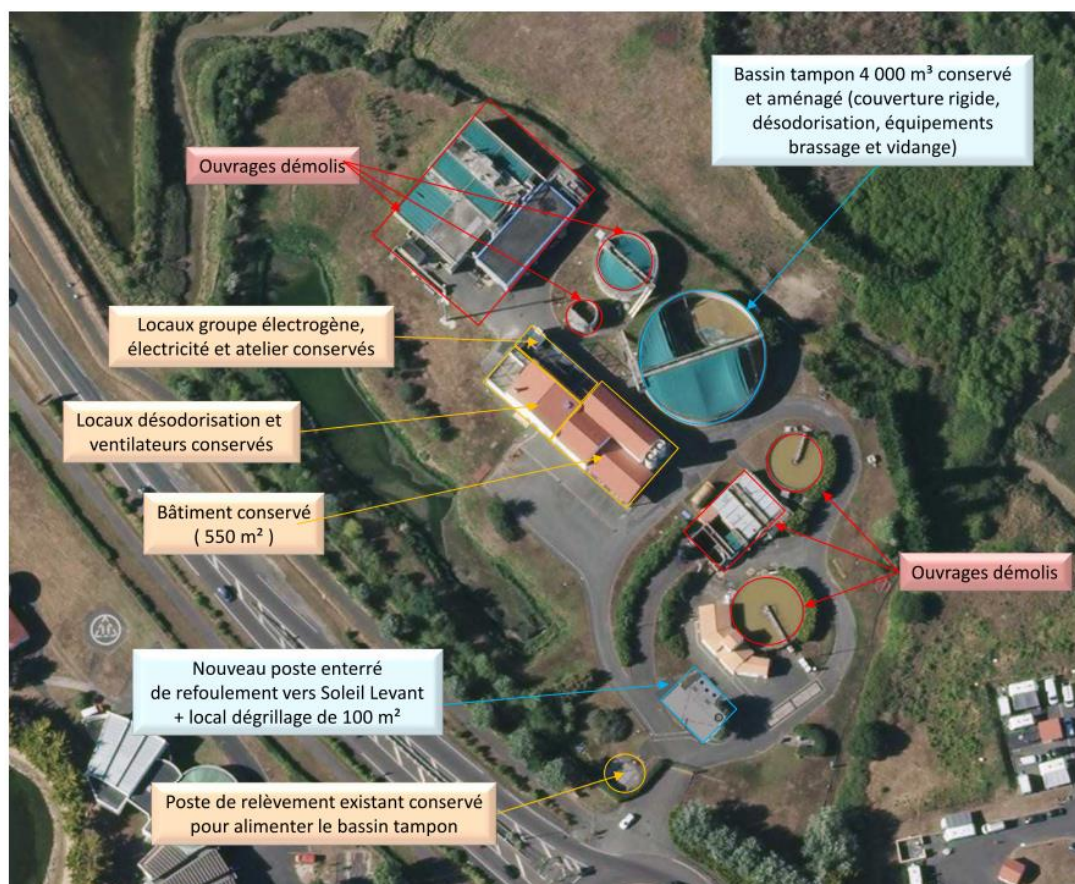 Bassin tampon 4 000 m³ conservé
et aménagé (couverture rigide,
désodorisation, équipements
brassage et vidange)
Ouvrages démolis
Locaux groupe électrogène,
électricité et atelier conservés
Locaux désodorisation et
ventilateurs conservés
Bâtiment conservé
( 550 m² )
Ouvrages démolis
Nouveau poste enterré
de refoulement vers Soleil Levant
+ local dégrillage de 100 m²
Poste de relèvement existant conservé
pour alimenter le bassin tampon